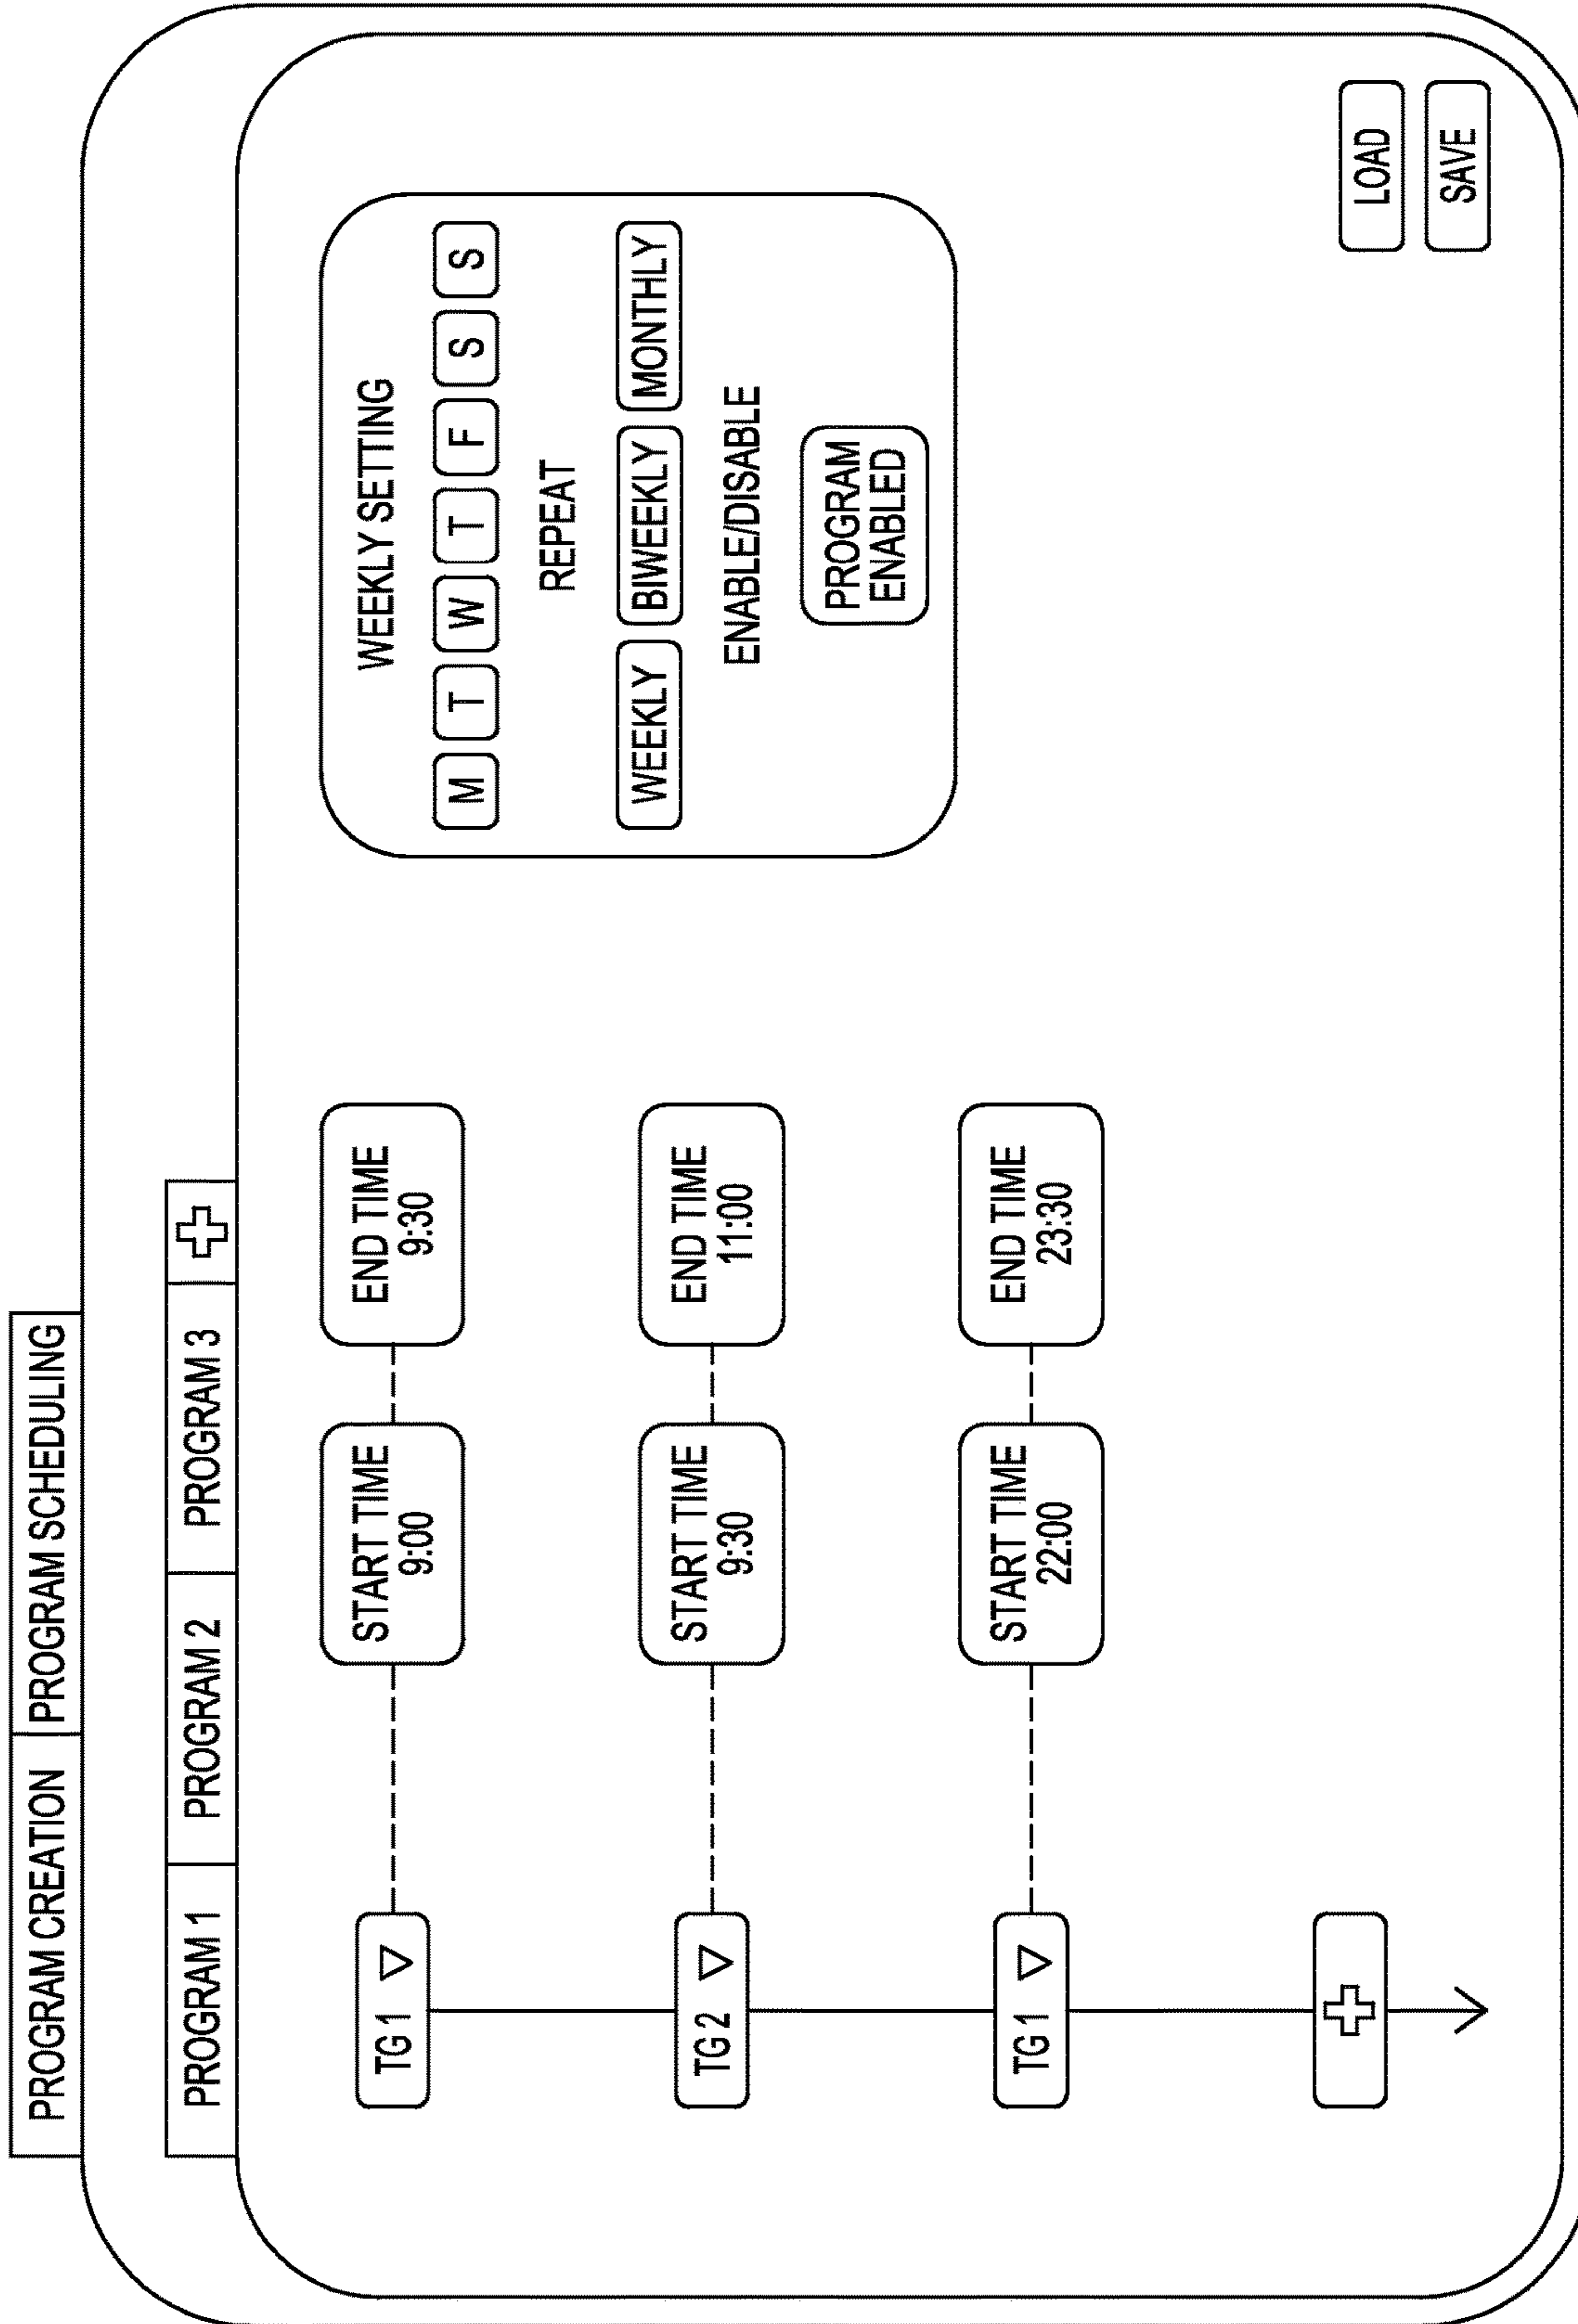 PROGRAM CREATION
PROGRAM SCHEDULING
PROGRAM 1
PROGRAM 2
PROGRAM 3
TG 1
START TIME
9:00
END TIME
9:30
TG 2
START TIME
9:30
END TIME
11:00
TG 1
START TIME
22:00
END TIME
23:30
WEEKLY SETTING
M T W T F S S
REPEAT
WEEKLY BIWEEKLY MONTHLY
ENABLE/DISABLE
PROGRAM
ENABLED
LOAD
SAVE